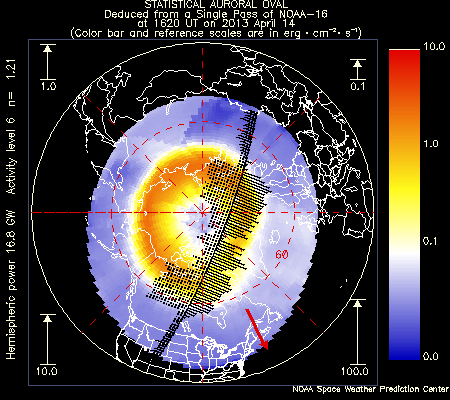 STATISTICAL AURORAL OVAL
Deduced from a Single Pass of NOAA-16
at 1620 UT on 2013 April 14
(Color bar and reference scales are in erg·cm⁻²·s⁻¹)
Hemispheric power 16.8 GW Activity level 6 n= 1.21
1.0
0.1
10.0
1.0
0.1
0.0
60
10.0
100.0
NOAA Space Weather Prediction Center